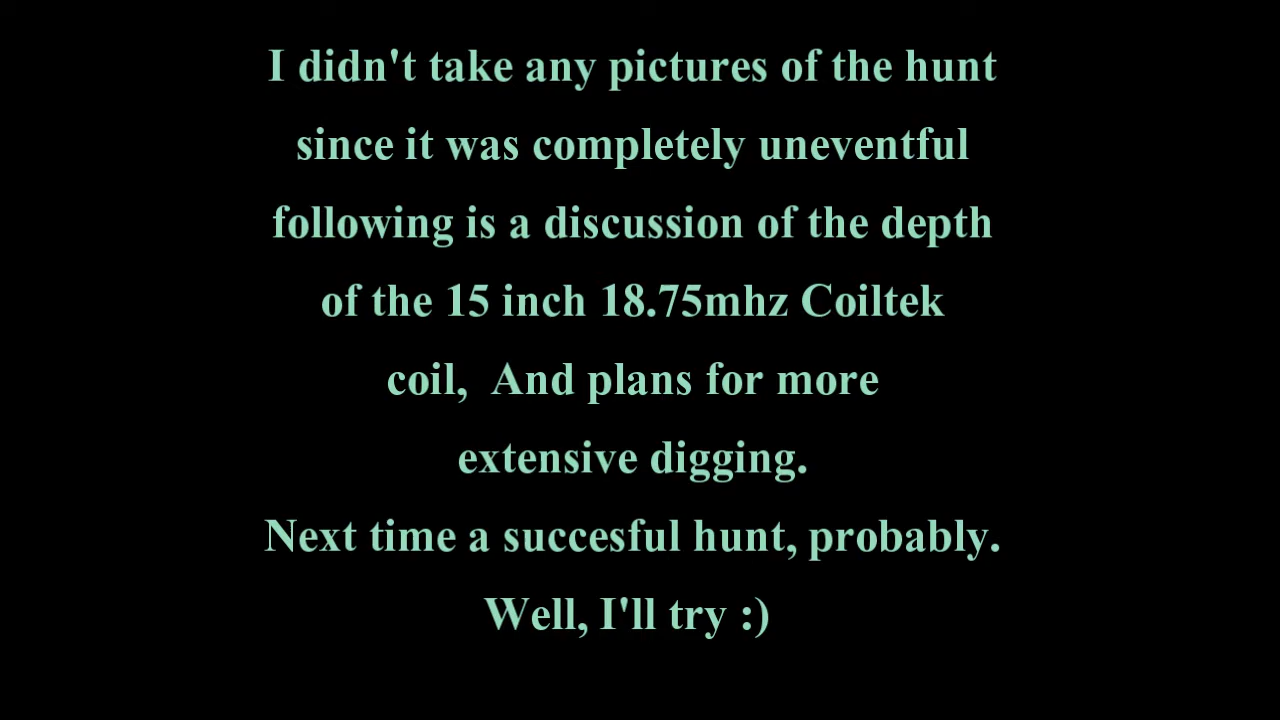 I didn't take any pictures of the hunt
since it was completely uneventful
following is a discussion of the depth
of the 15 inch 18.75mhz Coiltek
coil,  And plans for more
extensive digging.
Next time a succesful hunt, probably.
Well, I'll try :)